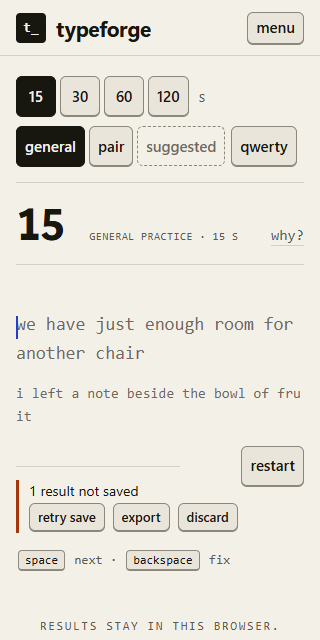 t_ typeforge menu
15 30 60 120 s
general pair suggested qwerty
15 GENERAL PRACTICE · 15 S why?
we have just enough room for
another chair
i left a note beside the bowl of fru
it
restart
1 result not saved
retry save export discard
space next · backspace fix
RESULTS STAY IN THIS BROWSER.